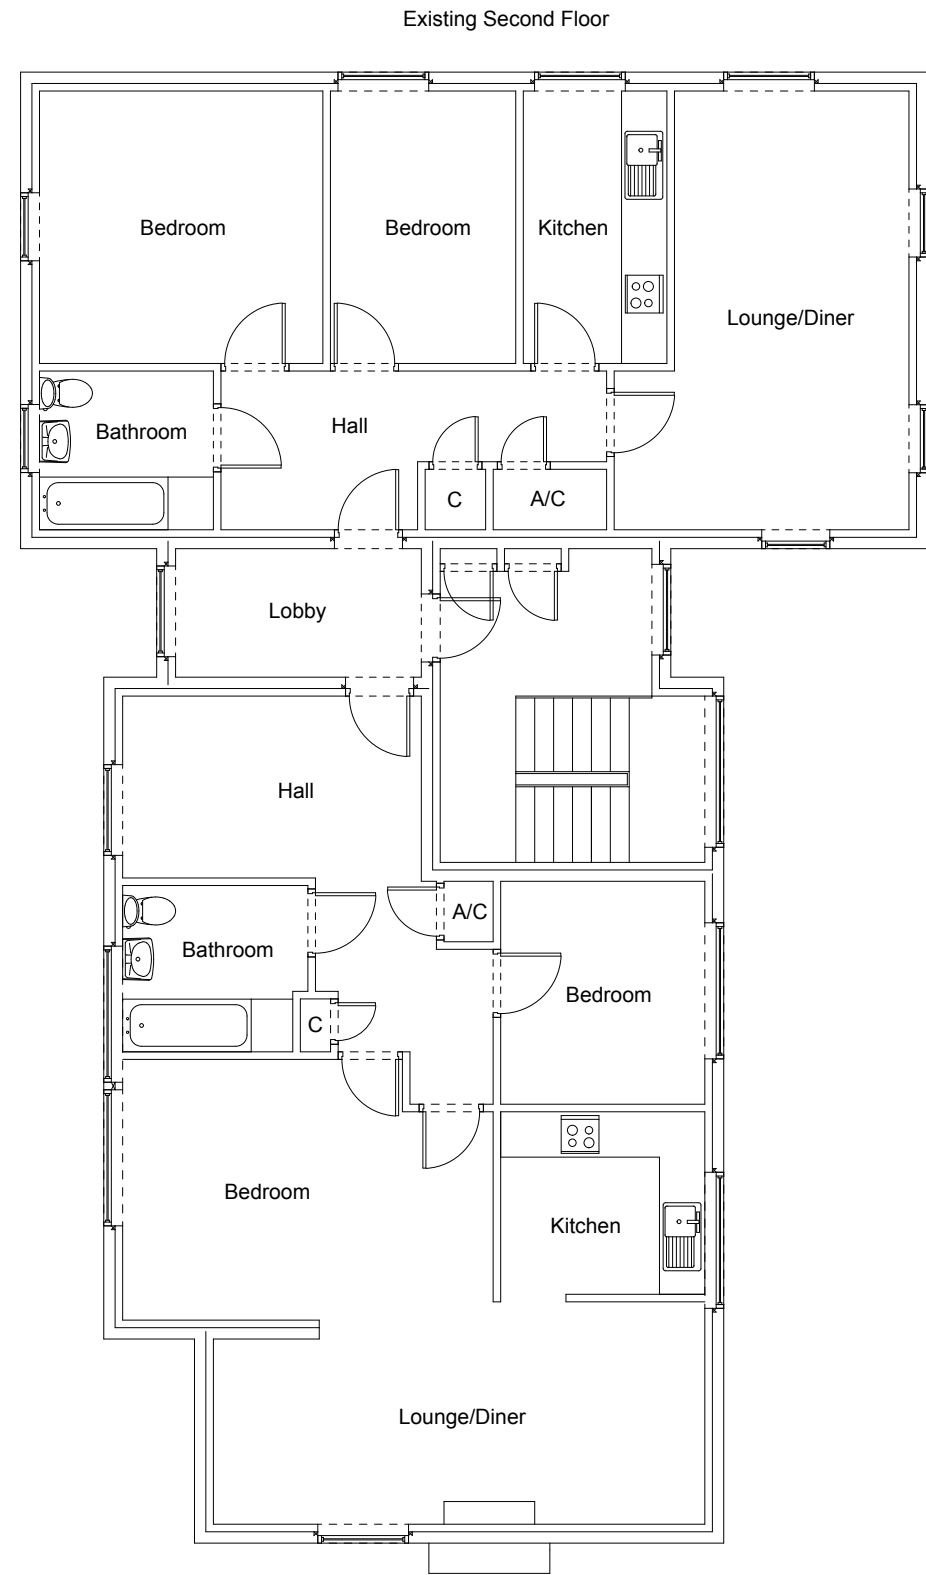 Existing Second Floor
Bedroom
Bedroom
Kitchen
Lounge/Diner
Bathroom
Hall
C
A/C
Lobby
Hall
A/C
Bathroom
Bedroom
C
Bedroom
Kitchen
Lounge/Diner